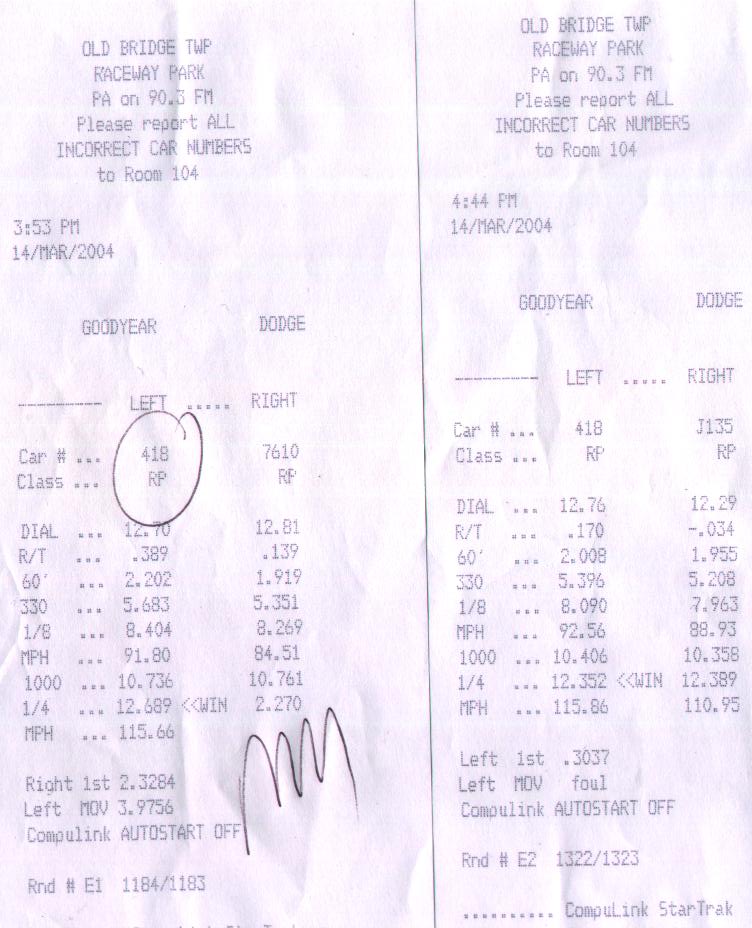 OLD BRIDGE TWP
RACEWAY PARK
PA on 90.3 FM
Please report ALL
INCORRECT CAR NUMBERS
to Room 104
3:53 PM
14/MAR/2004
GOODYEAR DODGE
---------- LEFT ..... RIGHT
Car # ... 418 7610
Class ... RP RP
DIAL ... 12.70 12.81
R/T ... .389 .139
60' ... 2.202 1.919
330 ... 5.683 5.351
1/8 ... 8.404 8.269
MPH ... 91.80 84.51
1000 ... 10.736 10.761
1/4 ... 12.689 <<WIN 2.270
MPH ... 115.66
Right 1st 2.3284
Left MOV 3.9756
Compulink AUTOSTART OFF
Rnd # E1 1184/1183
OLD BRIDGE TWP
RACEWAY PARK
PA on 90.3 FM
Please report ALL
INCORRECT CAR NUMBERS
to Room 104
4:44 PM
14/MAR/2004
GOODYEAR DODGE
---------- LEFT ..... RIGHT
Car # ... 418 J135
Class ... RP RP
DIAL ... 12.76 12.29
R/T ... .170 -.034
60' ... 2.008 1.955
330 ... 5.396 5.208
1/8 ... 8.090 7.963
MPH ... 92.56 88.93
1000 ... 10.406 10.358
1/4 ... 12.352 <<WIN 12.389
MPH ... 115.86 110.95
Left 1st .3037
Left MOV foul
Compulink AUTOSTART OFF
Rnd # E2 1322/1323
.......... CompuLink StarTrak